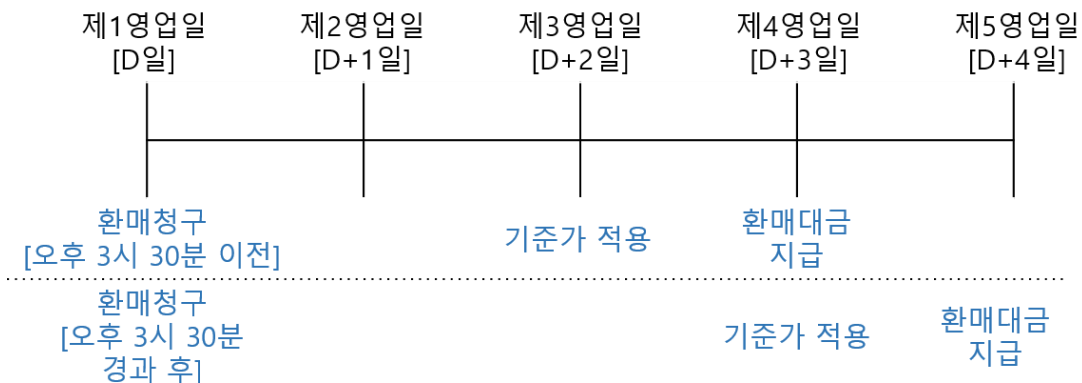 제1영업일 제2영업일 제3영업일 제4영업일 제5영업일
[D일] [D+1일] [D+2일] [D+3일] [D+4일]
환매청구
[오후 3시 30분 이전]
기준가 적용
환매대금
지급
환매청구
[오후 3시 30분
경과 후]
기준가 적용
환매대금
지급